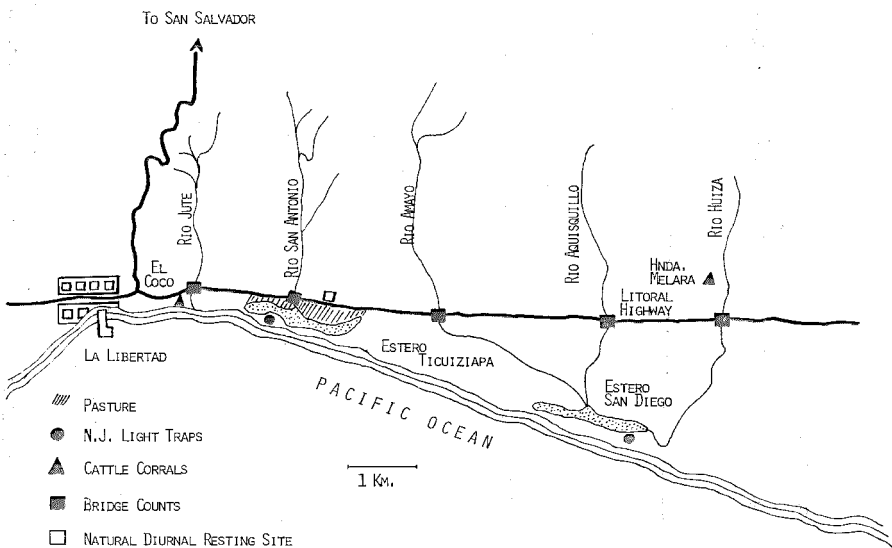 To San Salvador
Rio Jute
Rio San Antonio
Rio Amayo
Rio Aquisquillo
Rio Huiza
El
Coco
Hnda.
Melara
Litoral
Highway
La Libertad
Estero
Ticuiziapa
Estero
San Diego
PACIFIC OCEAN
Pasture
N.J. Light Traps
Cattle Corrals
Bridge Counts
Natural Diurnal Resting Site
1 Km.